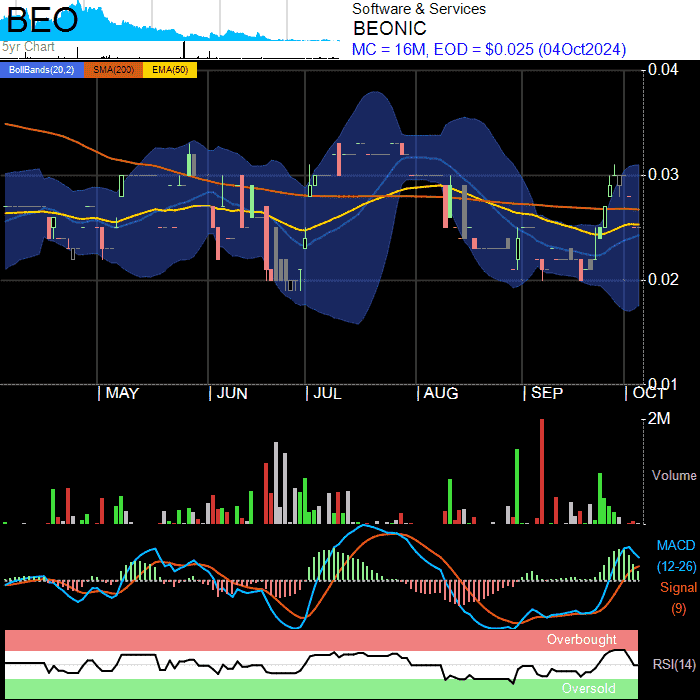 BEO
Software & Services
BEONIC
5yr Chart
MC = 16M, EOD = $0.025 (04Oct2024)
BollBands(20,2) SMA(200) EMA(50)
0.04
0.03
0.02
0.01
MAY JUN JUL AUG SEP OCT
2M
Volume
MACD
(12-26)
Signal
(9)
Overbought
RSI(14)
Oversold